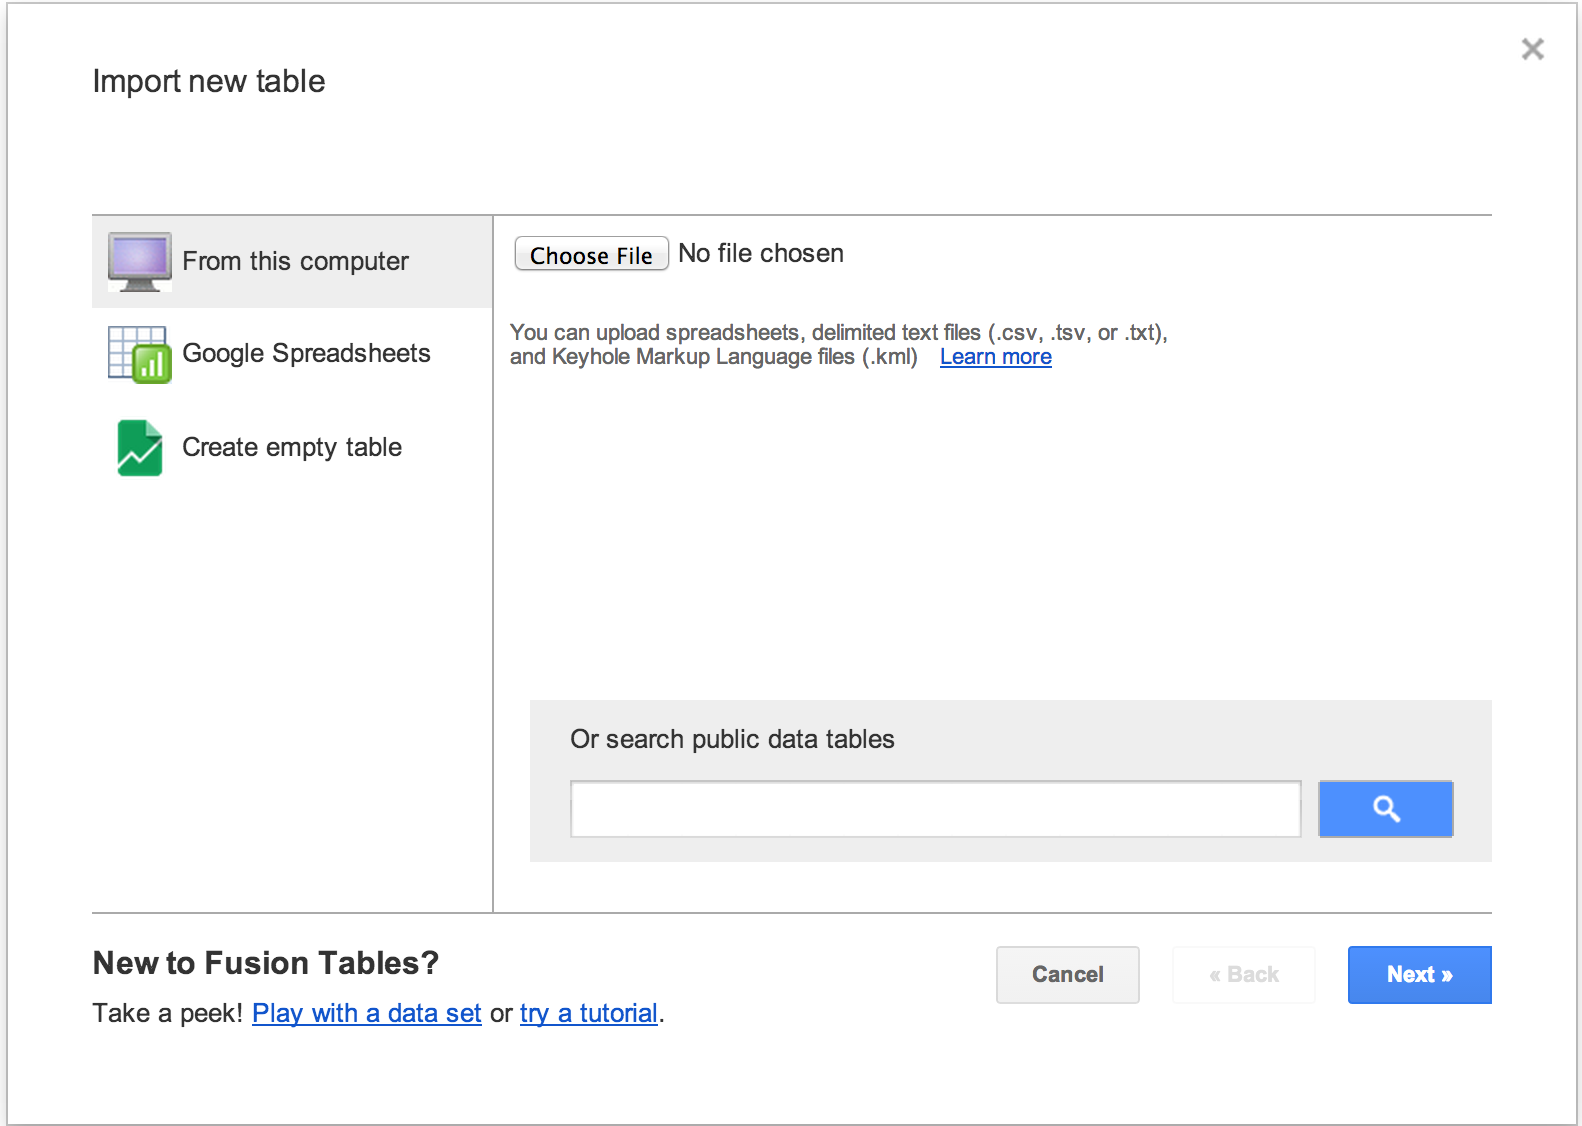 Import new table
From this computer
Google Spreadsheets
Create empty table
Choose File No file chosen
You can upload spreadsheets, delimited text files (.csv, .tsv, or .txt),
and Keyhole Markup Language files (.kml) Learn more
Or search public data tables
New to Fusion Tables?
Take a peek! Play with a data set or try a tutorial.
Cancel
« Back
Next »